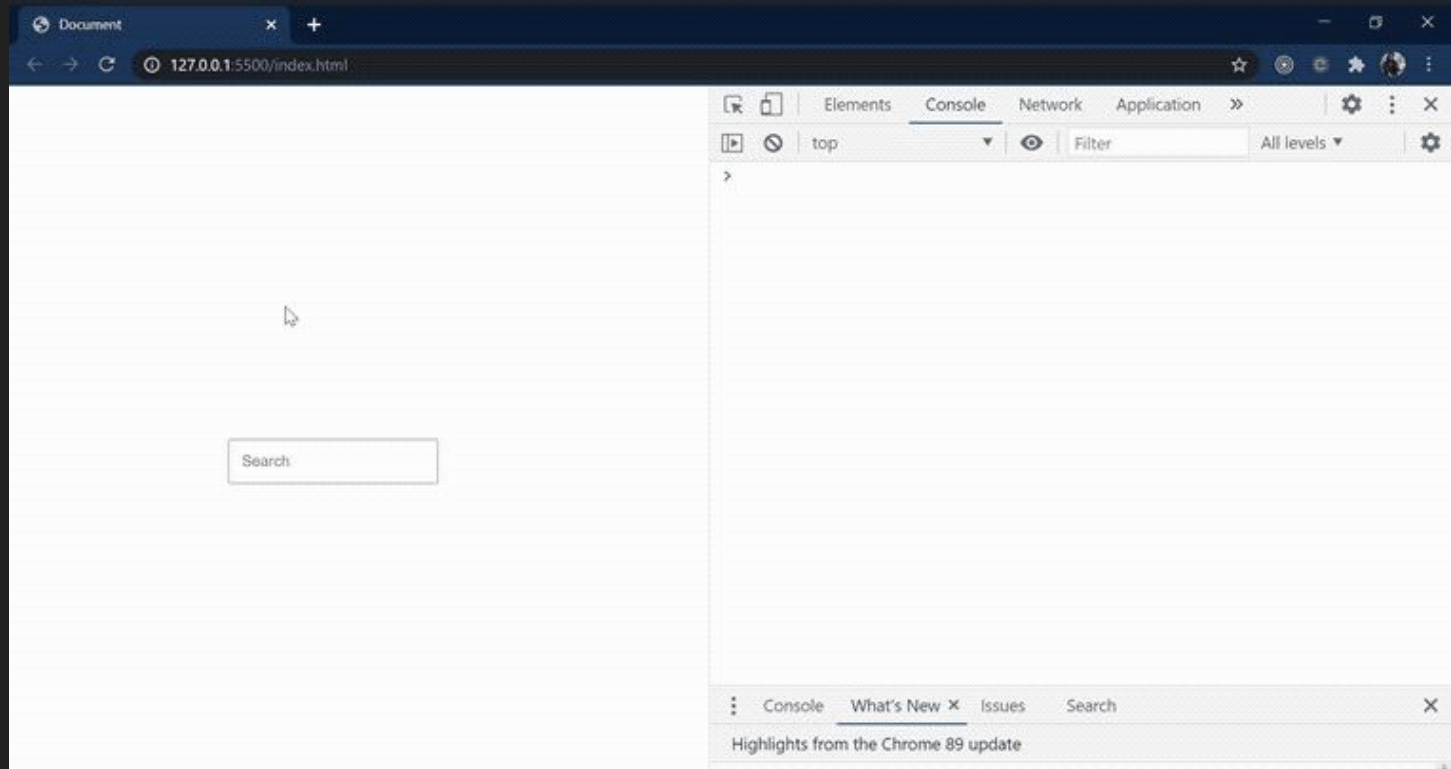 Document
127.0.0.1:5500/index.html
Elements Console Network Application
top Filter All levels
Search
Console What's New Issues Search
Highlights from the Chrome 89 update